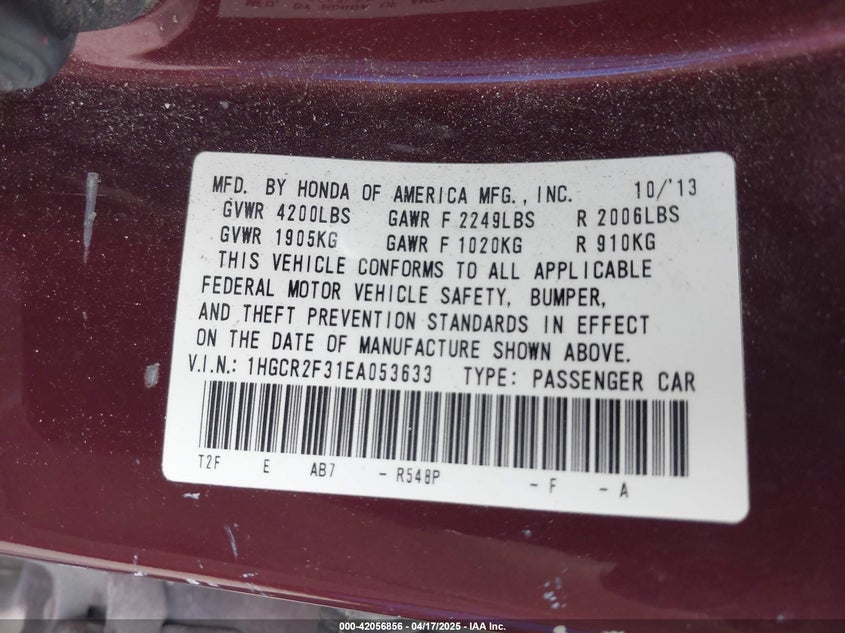 MFD. BY HONDA OF AMERICA MFG., INC. 10/'13
GVWR 4200LBS GAWR F 2249LBS R 2006LBS
GVWR 1905KG GAWR F 1020KG R 910KG
THIS VEHICLE CONFORMS TO ALL APPLICABLE
FEDERAL MOTOR VEHICLE SAFETY, BUMPER,
AND THEFT PREVENTION STANDARDS IN EFFECT
ON THE DATE OF MANUFACTURE SHOWN ABOVE.
V.I.N.: 1HGCR2F31EA053633 TYPE: PASSENGER CAR
T2F E AB7 - R548P - F - A
000-42056856 - 04/17/2025 - IAA Inc.